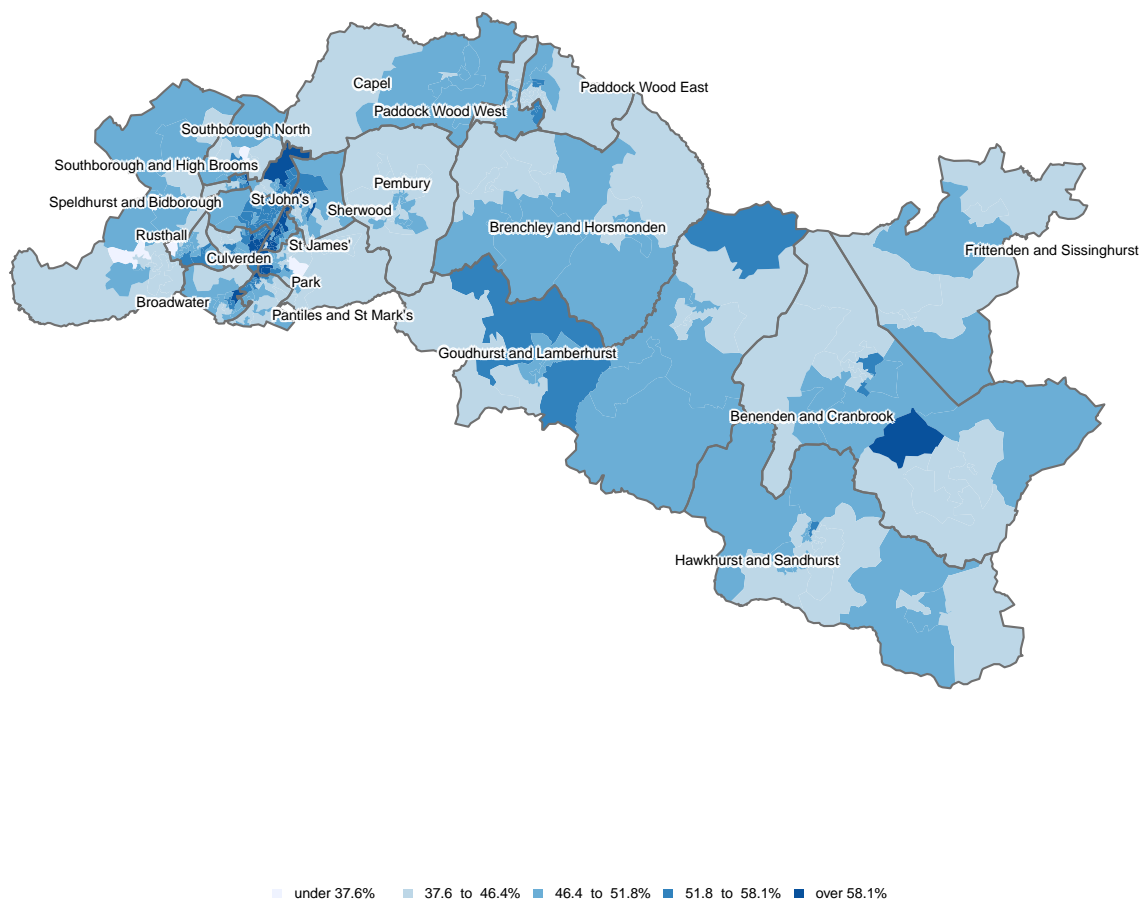 Capel
Paddock Wood East
Paddock Wood West
Southborough North
Southborough and High Brooms
Pembury
St John's
Speldhurst and Bidborough
Sherwood
Brenchley and Horsmonden
Rusthall
St James'
Frittenden and Sissinghurst
Culverden
Park
Broadwater
Pantiles and St Mark's
Goudhurst and Lamberhurst
Benenden and Cranbrook
Hawkhurst and Sandhurst
under 37.6% 37.6 to 46.4% 46.4 to 51.8% 51.8 to 58.1% over 58.1%